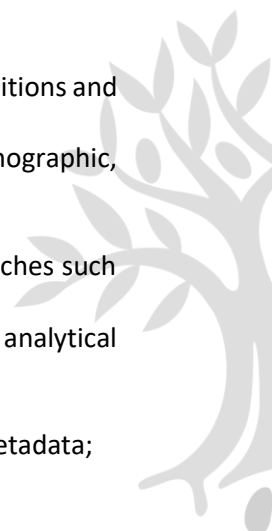 itions and
nographic,
ches such
analytical
etadata;